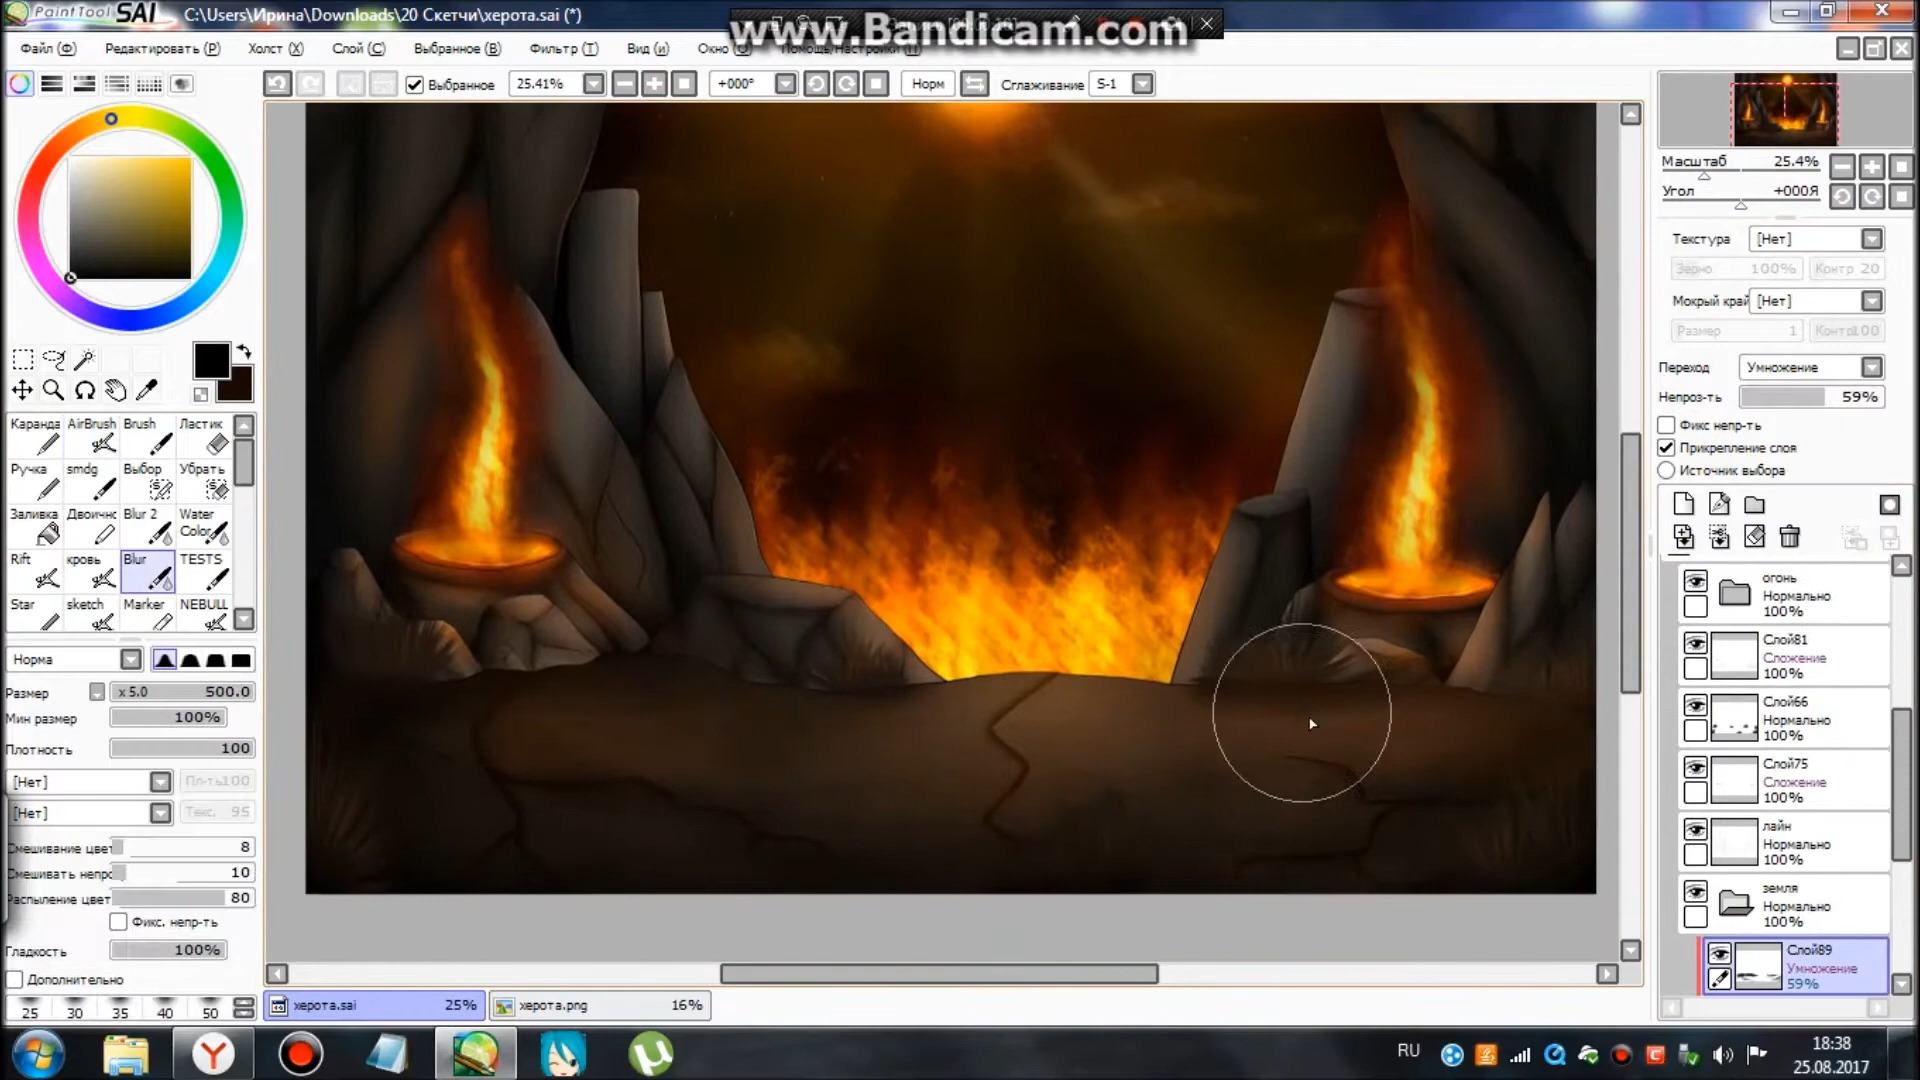 PaintTool SAI C:\Users\Ирина\Downloads\20 Скетчи\херота.sai (*)
www.Bandicam.com
Файл (Ф) Редактировать (Р) Холст (Х) Слой (С) Выбранное (В) Фильтр (Т) Вид (и) Окно
Выбранное 25.41% +000° Норм Сглаживание S-1
Масштаб 25.4%
Угол +000Я
Текстура [Нет]
Зерно 100% Контр 20
Мокрый край [Нет]
Размер 1 Контр100
Переход Умножение
Непроз-ть 59%
Фикс непр-ть
Прикрепление слоя
Источник выбора
Каранда AirBrush Brush Ластик
Ручка smdg Выбор Убрать
Заливка Двоичнс Blur 2 Water Color
Rift кровь Blur TESTS
Star sketch Marker NEBULL
Норма
Размер x 5.0 500.0
Мин размер 100%
Плотность 100
[Нет] Пл-ть100
[Нет] Текс. 95
Смешивание цвет 8
Смешивать непрс 10
Распыление цвет 80
Фикс. непр-ть
Гладкость 100%
Дополнительно
25 30 35 40 50
огонь
Нормально
100%
Слой81
Сложение
100%
Слой66
Нормально
100%
Слой75
Сложение
100%
лайн
Нормально
100%
земля
Нормально
100%
Слой89
Умножение
59%
херота.sai 25% херота.png 16%
RU
18:38
25.08.2017